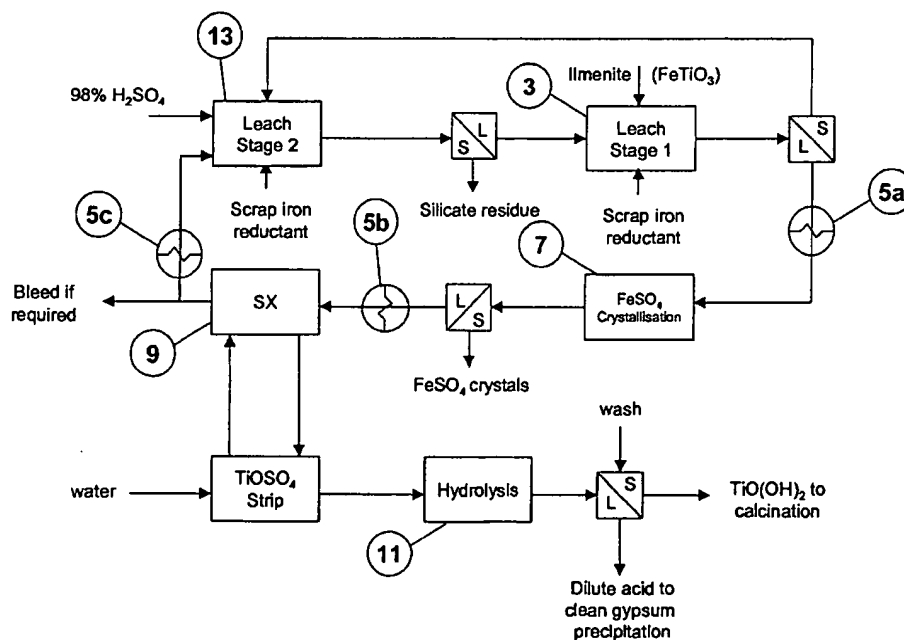 13
98% H₂SO₄
Leach
Stage 2
Scrap iron
reductant
L
S
Silicate residue
Ilmenite (FeTiO₃)
3
Leach
Stage 1
Scrap iron
reductant
S
L
5a
5c
5b
7
FeSO₄
Crystallisation
L
S
FeSO₄ crystals
SX
9
Bleed if
required
water
TiOSO₄
Strip
Hydrolysis
11
wash
S
L
TiO(OH)₂ to
calcination
Dilute acid to
clean gypsum
precipitation